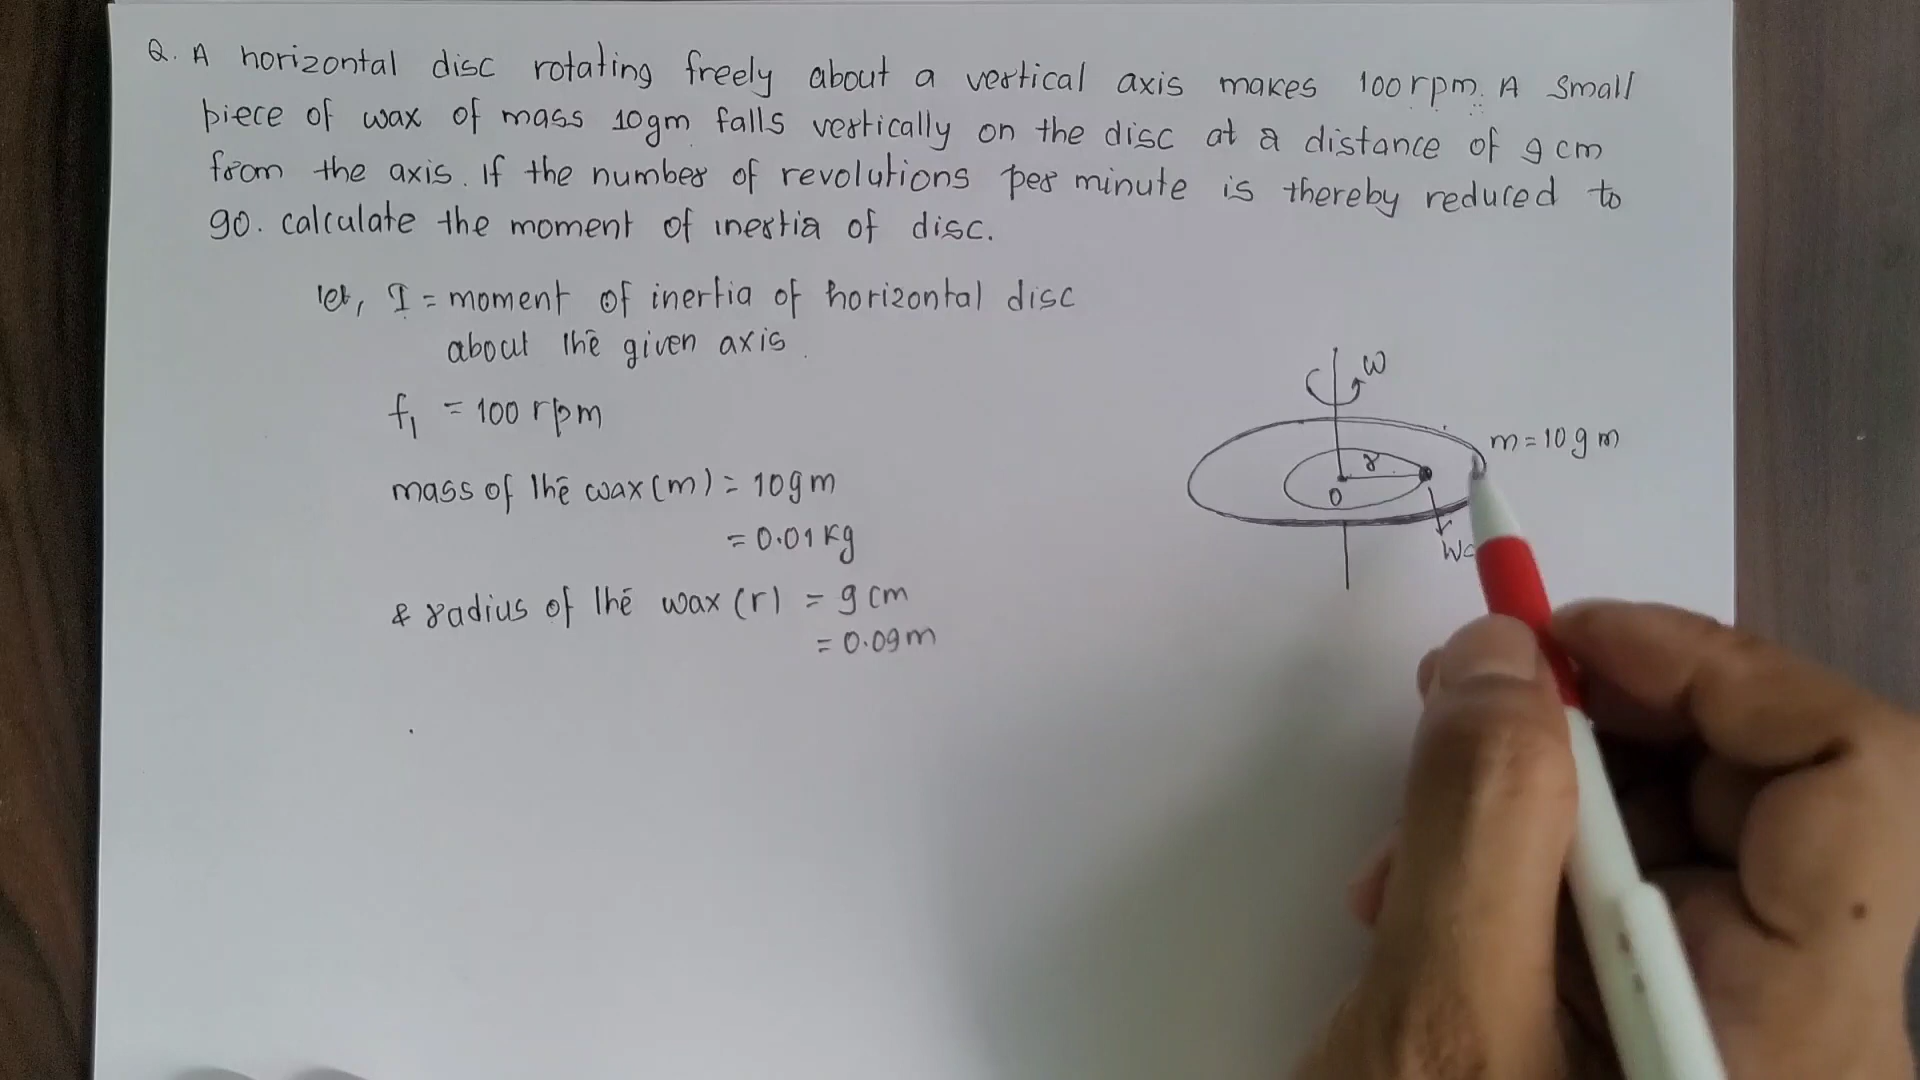 Q. A horizontal disc rotating freely about a vertical axis makes 100 rpm. A small
piece of wax of mass 10gm falls vertically on the disc at a distance of 9 cm
from the axis. If the number of revolutions per minute is thereby reduced to
90. calculate the moment of inertia of disc.
let, I = moment of inertia of horizontal disc
about the given axis.
f₁ = 100 rpm
ω
m = 10 gm
mass of the wax (m) = 10gm
r
O
= 0.01 kg
& radius of the wax (r) = 9 cm
= 0.09m